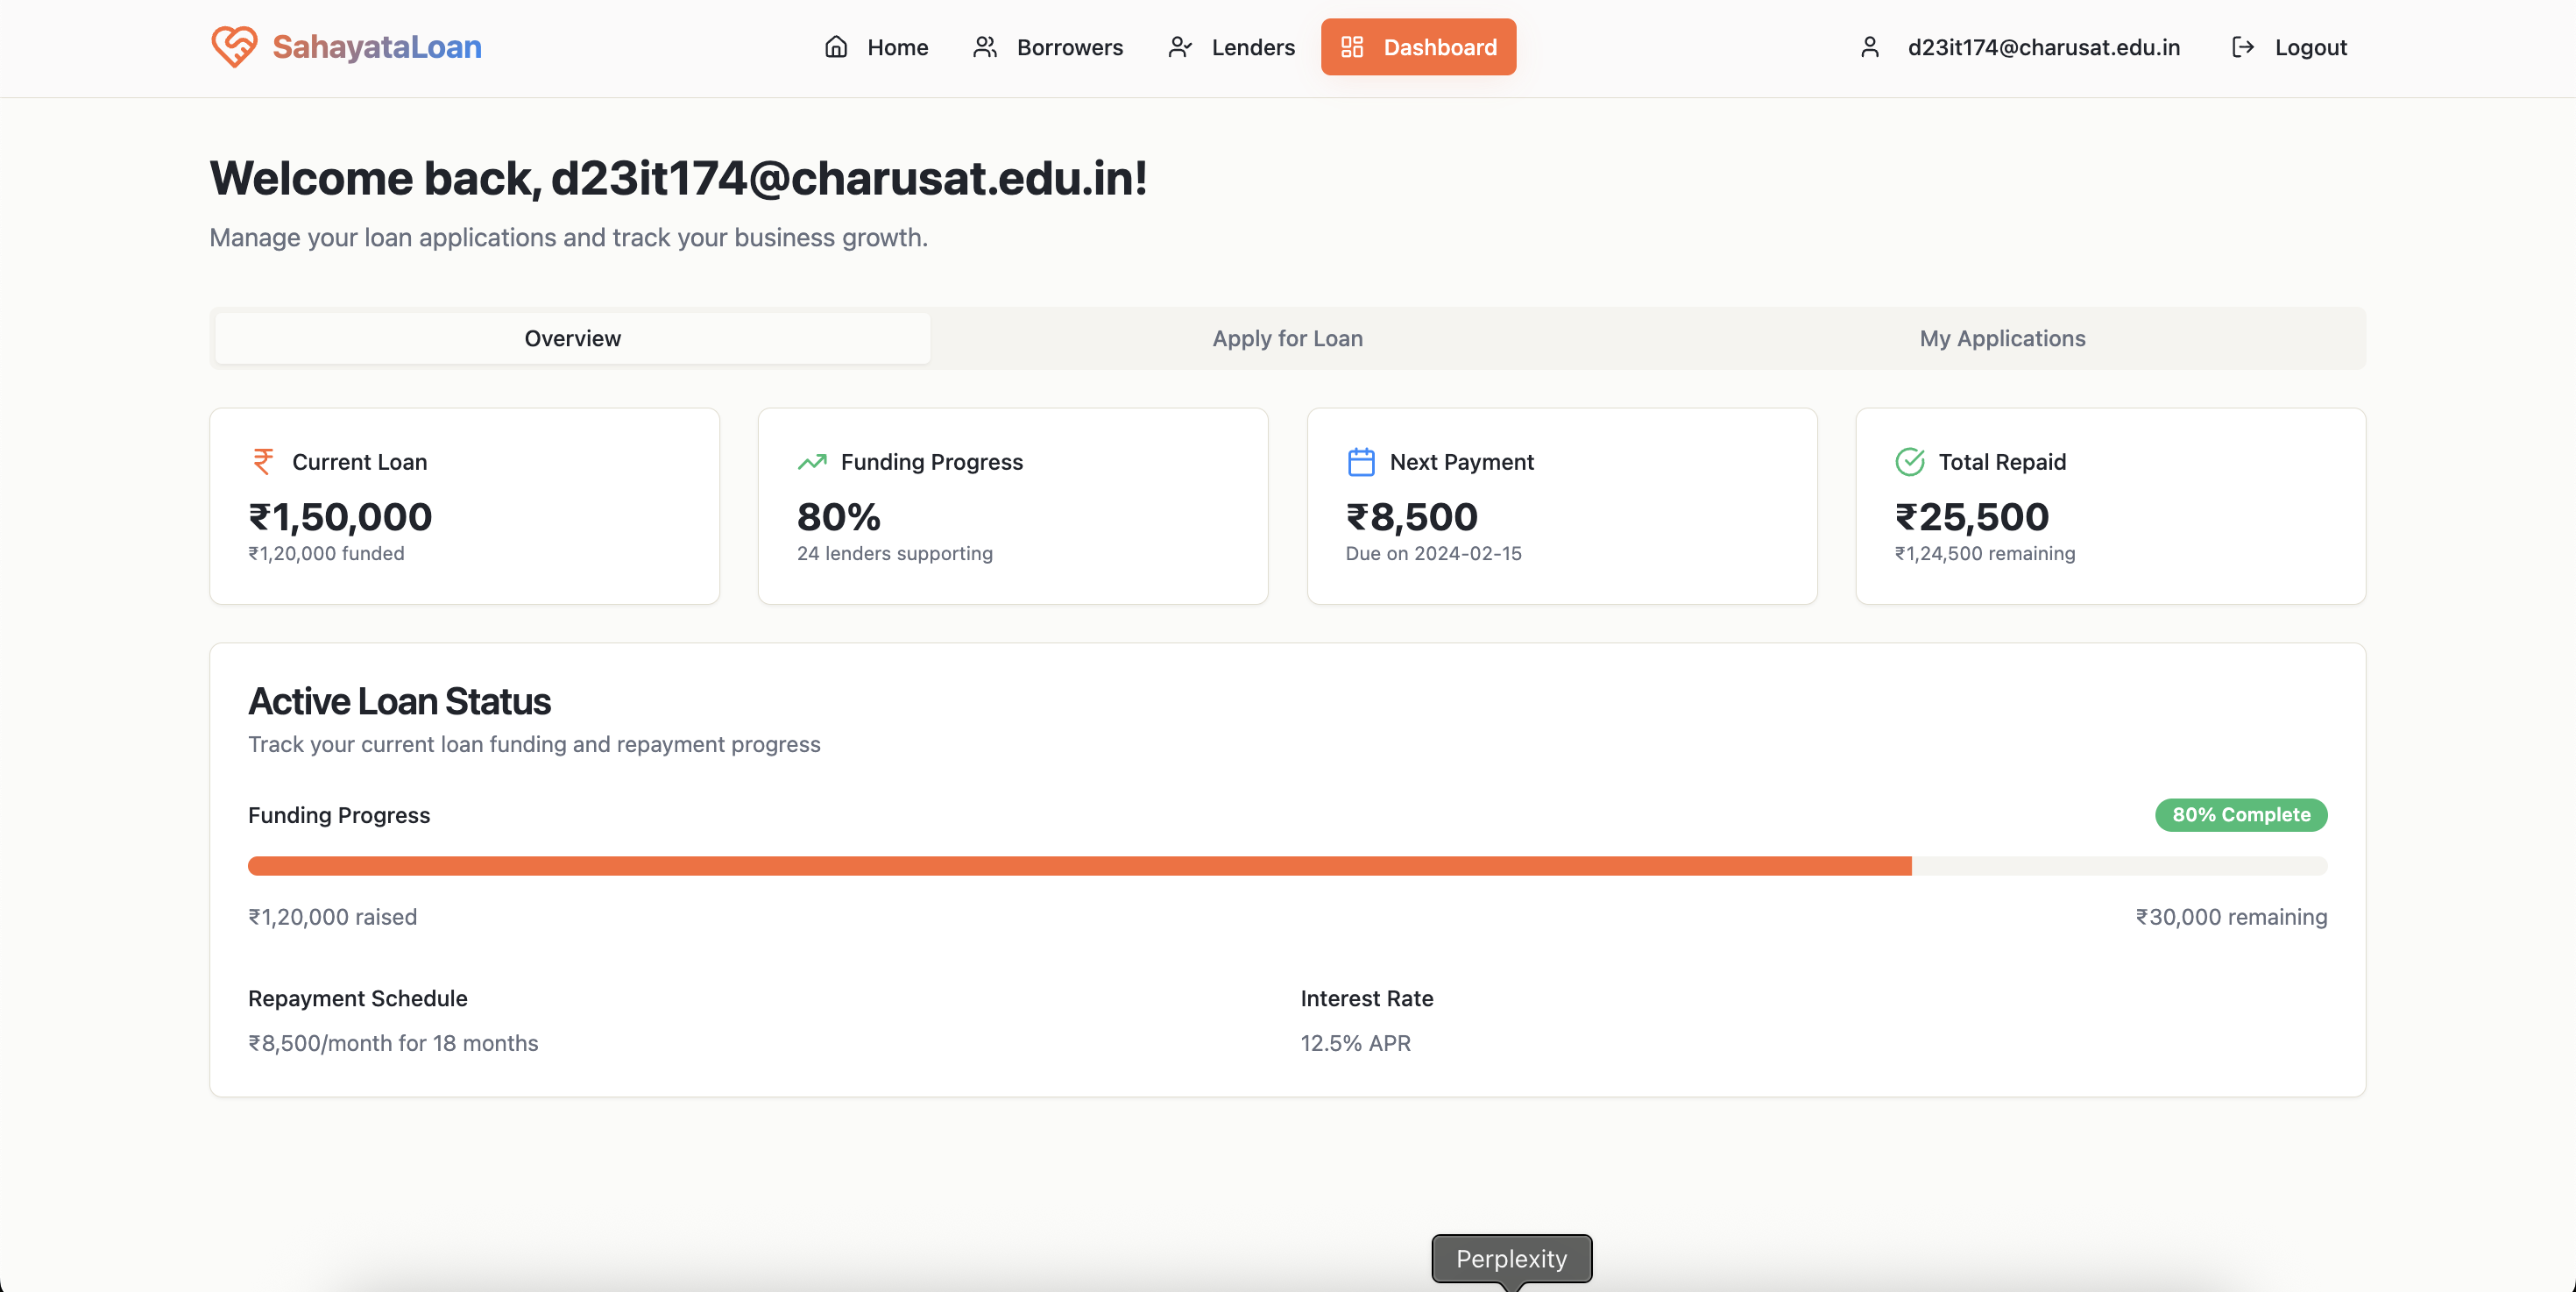 SahayataLoan
Home
Borrowers
Lenders
Dashboard
d23it174@charusat.edu.in
Logout
Welcome back, d23it174@charusat.edu.in!
Manage your loan applications and track your business growth.
Overview
Apply for Loan
My Applications
Current Loan
₹1,50,000
₹1,20,000 funded
Funding Progress
80%
24 lenders supporting
Next Payment
₹8,500
Due on 2024-02-15
Total Repaid
₹25,500
₹1,24,500 remaining
Active Loan Status
Track your current loan funding and repayment progress
Funding Progress
80% Complete
₹1,20,000 raised
₹30,000 remaining
Repayment Schedule
₹8,500/month for 18 months
Interest Rate
12.5% APR
Perplexity